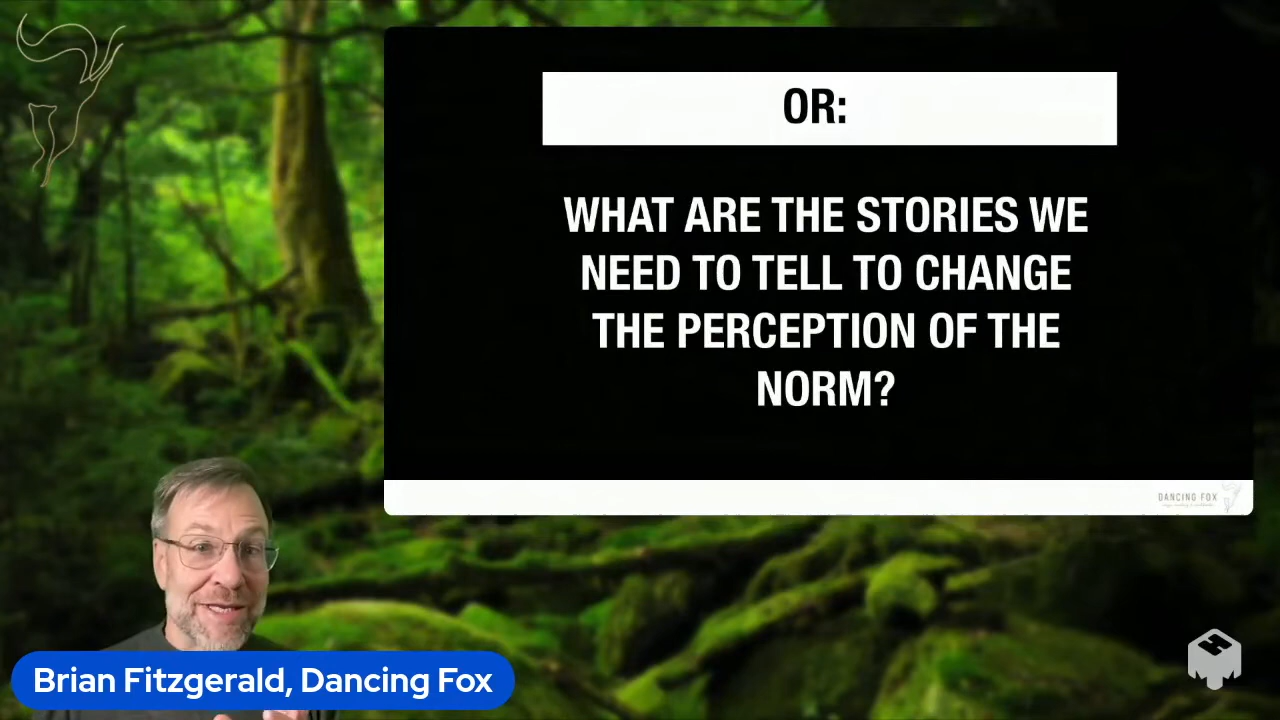 OR:
WHAT ARE THE STORIES WE
NEED TO TELL TO CHANGE
THE PERCEPTION OF THE
NORM?
DANCING FOX
Brian Fitzgerald, Dancing Fox